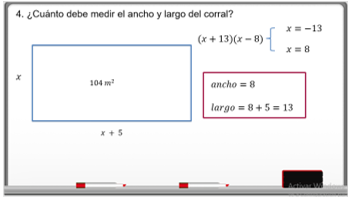 4. ¿Cuánto debe medir el ancho y largo del corral?
(x + 13)(x − 8)
x = −13
x = 8
x
104 m²
ancho = 8
largo = 8 + 5 = 13
x + 5
Activar